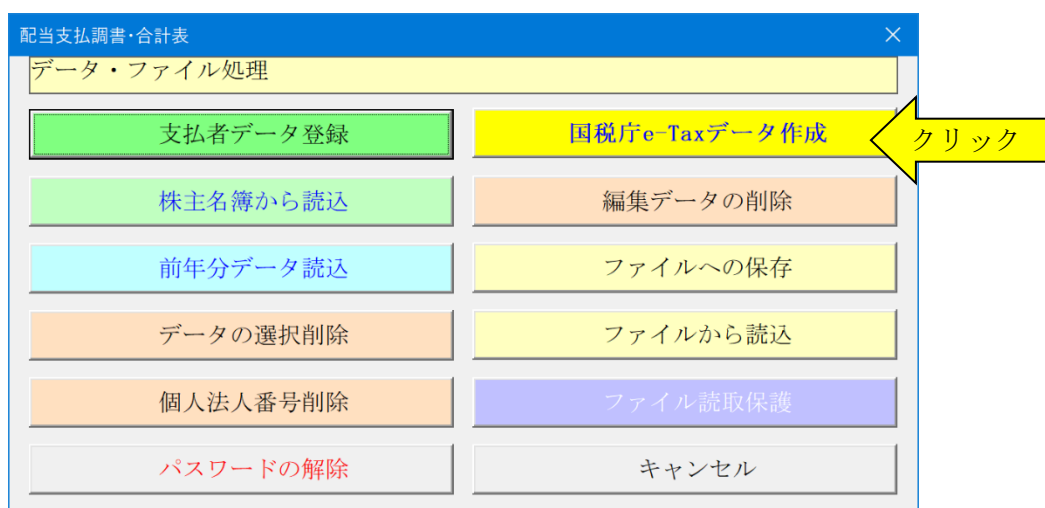 配当支払調書・合計表
データ・ファイル処理
支払者データ登録
国税庁e-Taxデータ作成
クリック
株主名簿から読込
編集データの削除
前年分データ読込
ファイルへの保存
データの選択削除
ファイルから読込
個人法人番号削除
ファイル読取保護
パスワードの解除
キャンセル